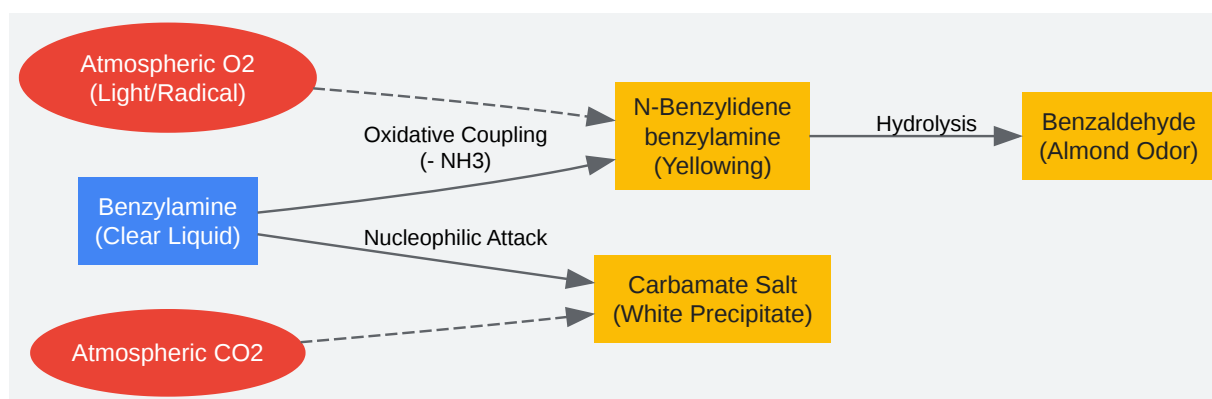 Atmospheric O2
(Light/Radical)
Oxidative Coupling
(- NH3)
N-Benzylidene
benzylamine
(Yellowing)
Hydrolysis
Benzaldehyde
(Almond Odor)
Benzylamine
(Clear Liquid)
Nucleophilic Attack
Carbamate Salt
(White Precipitate)
Atmospheric CO2